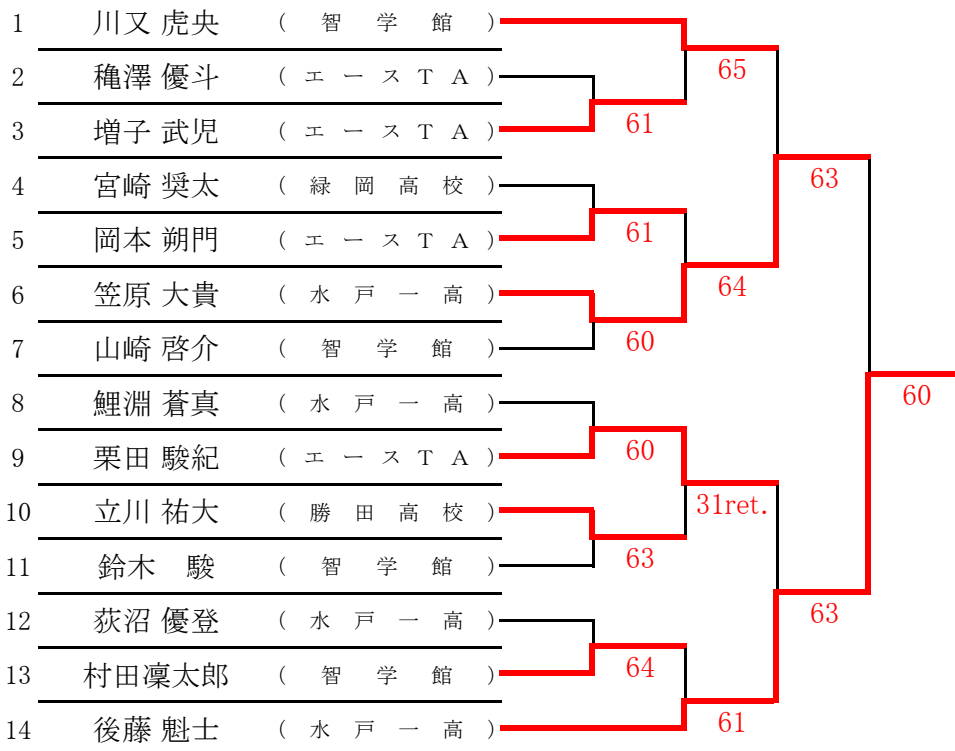 1 川又 虎央 ( 智 学 館 )
65
2 穐澤 優斗 ( エ ー ス T A )
61
3 増子 武児 ( エ ー ス T A )
63
4 宮崎 奨太 ( 緑 岡 高 校 )
61
5 岡本 朔門 ( エ ー ス T A )
64
6 笠原 大貴 ( 水 戸 一 高 )
60
7 山崎 啓介 ( 智 学 館 )
60
8 鯉淵 蒼真 ( 水 戸 一 高 )
60
9 栗田 駿紀 ( エ ー ス T A )
31ret.
10 立川 祐大 ( 勝 田 高 校 )
63
11 鈴木 駿 ( 智 学 館 )
63
12 荻沼 優登 ( 水 戸 一 高 )
64
13 村田凜太郎 ( 智 学 館 )
61
14 後藤 魁士 ( 水 戸 一 高 )